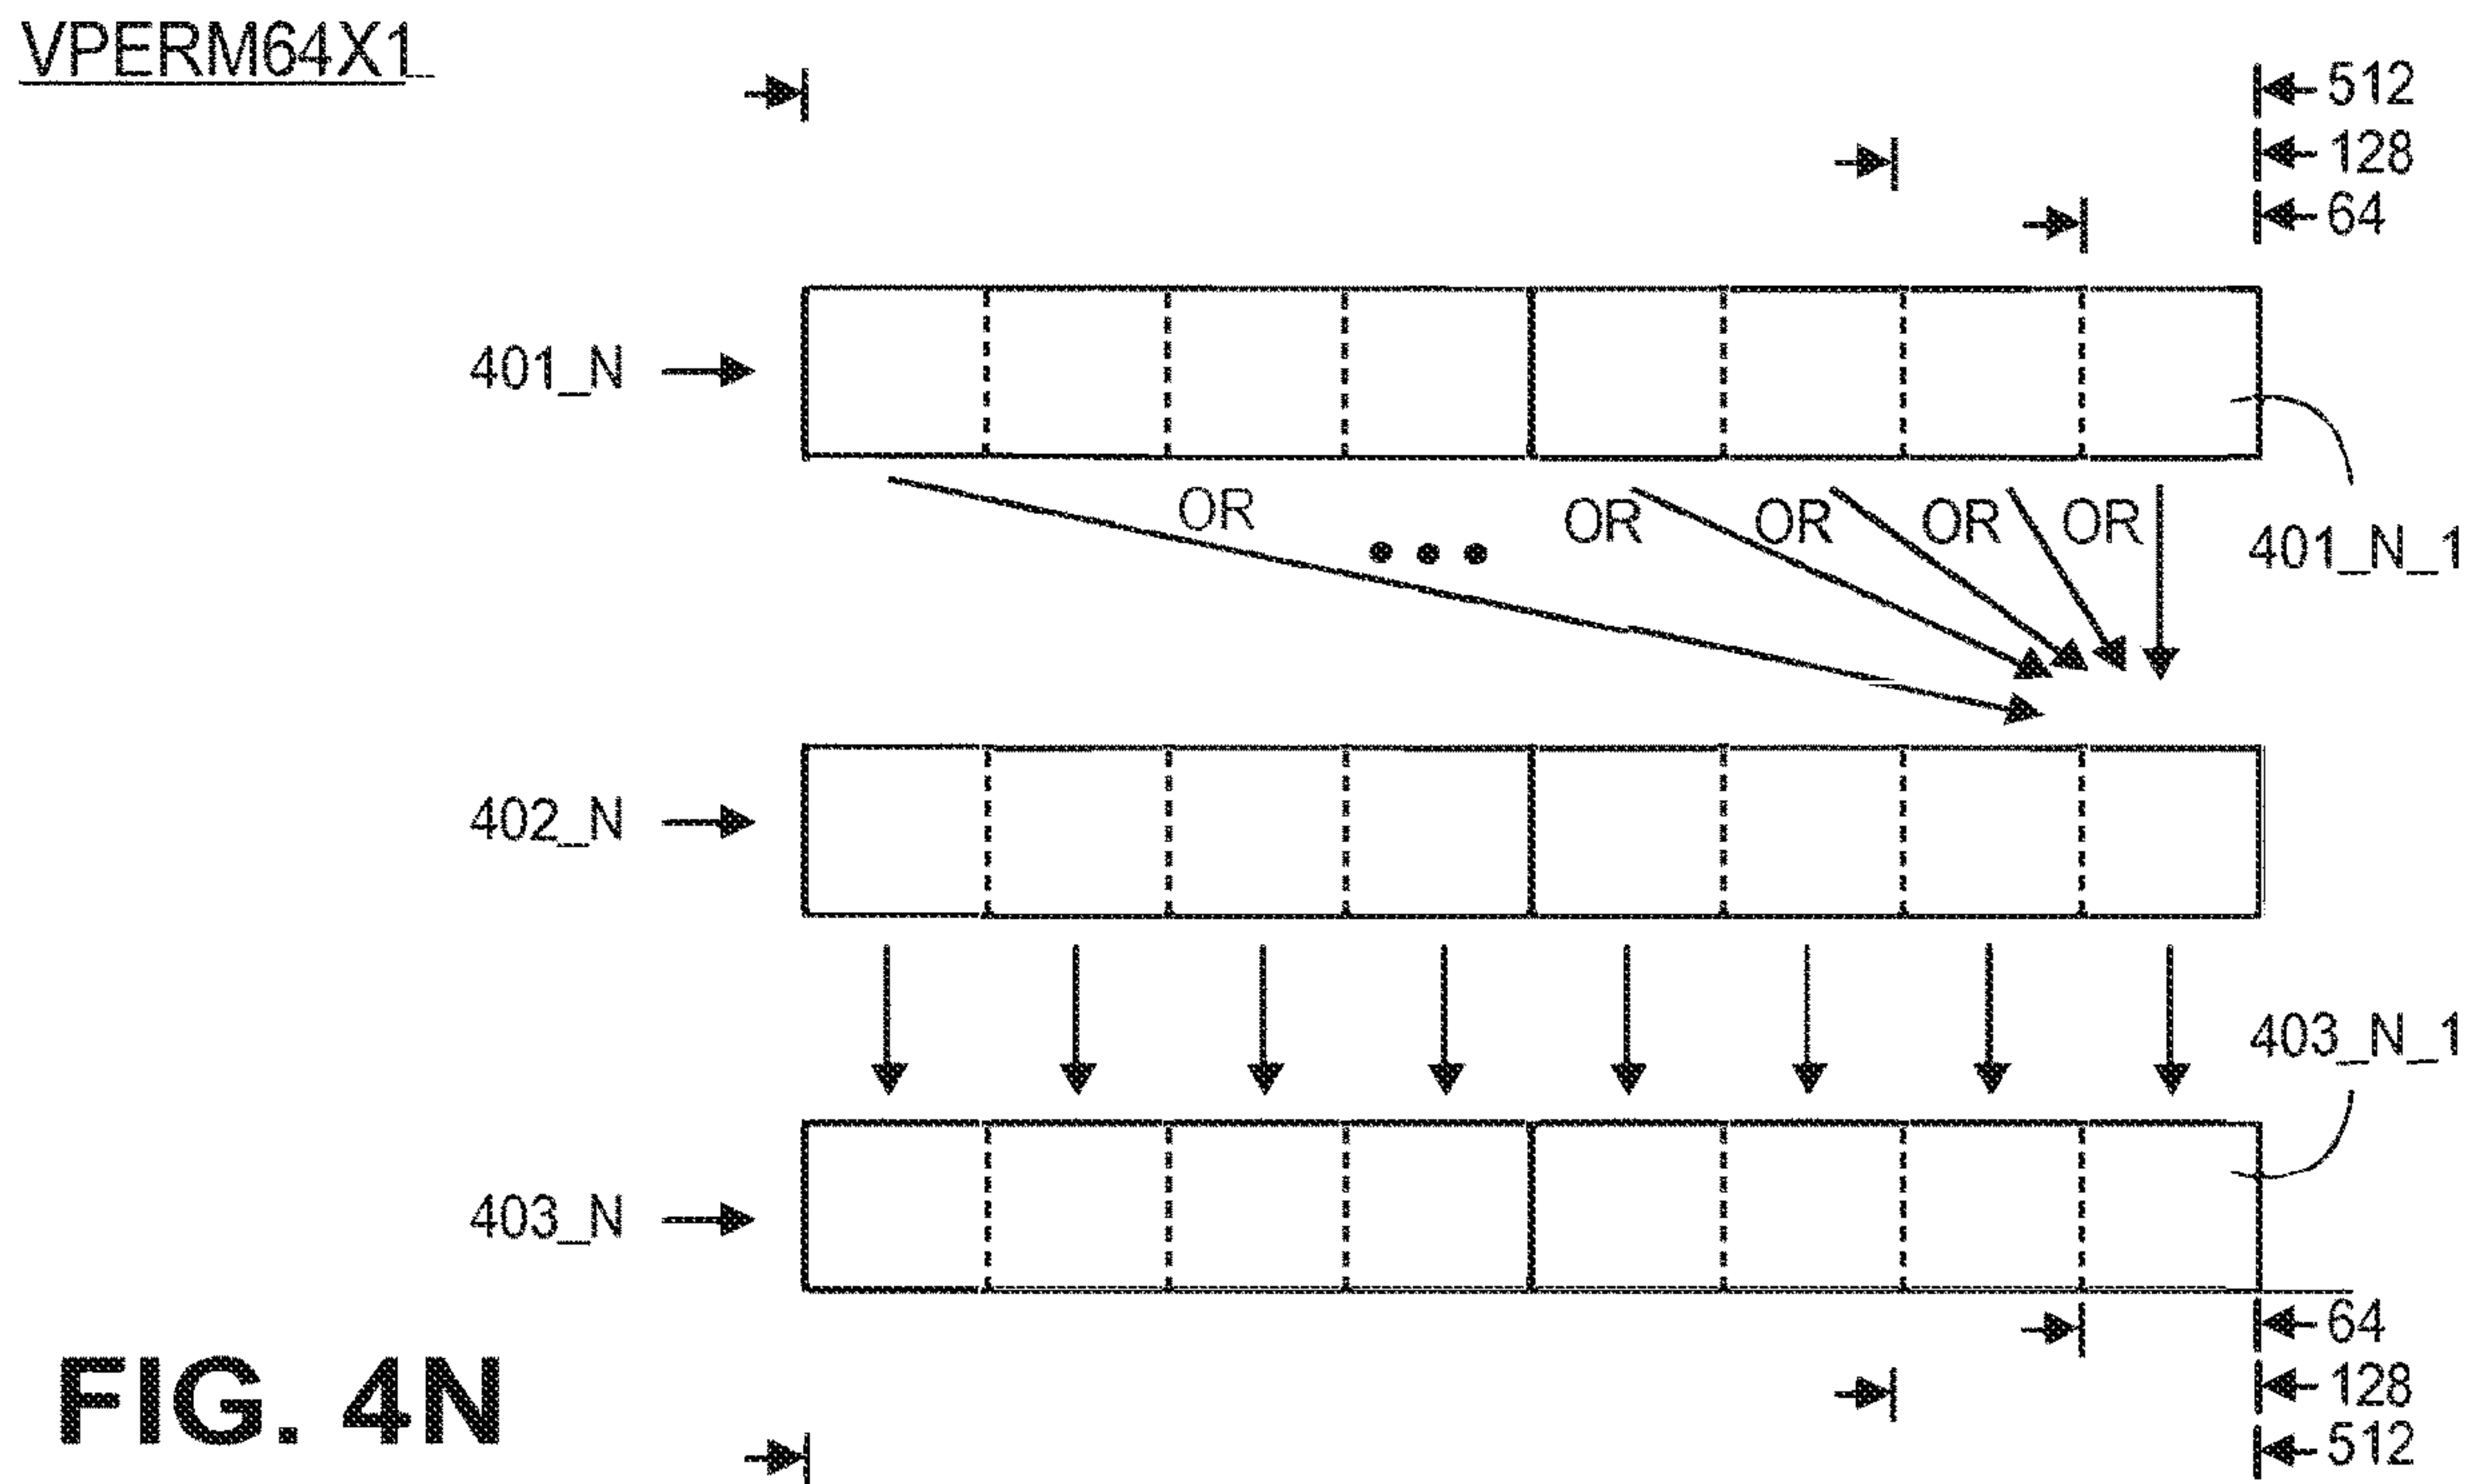 VPERM64X1
512
128
64
401_N
OR OR OR OR OR
401_N_1
402_N
403_N_1
403_N
64
128
512
FIG. 4N